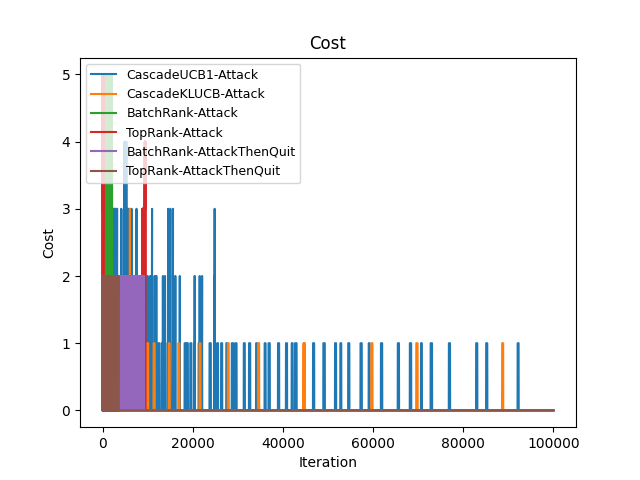 Cost
5
4
3
2
1
0
Cost
CascadeUCB1-Attack
CascadeKLUCB-Attack
BatchRank-Attack
TopRank-Attack
BatchRank-AttackThenQuit
TopRank-AttackThenQuit
0 20000 40000 60000 80000 100000
Iteration